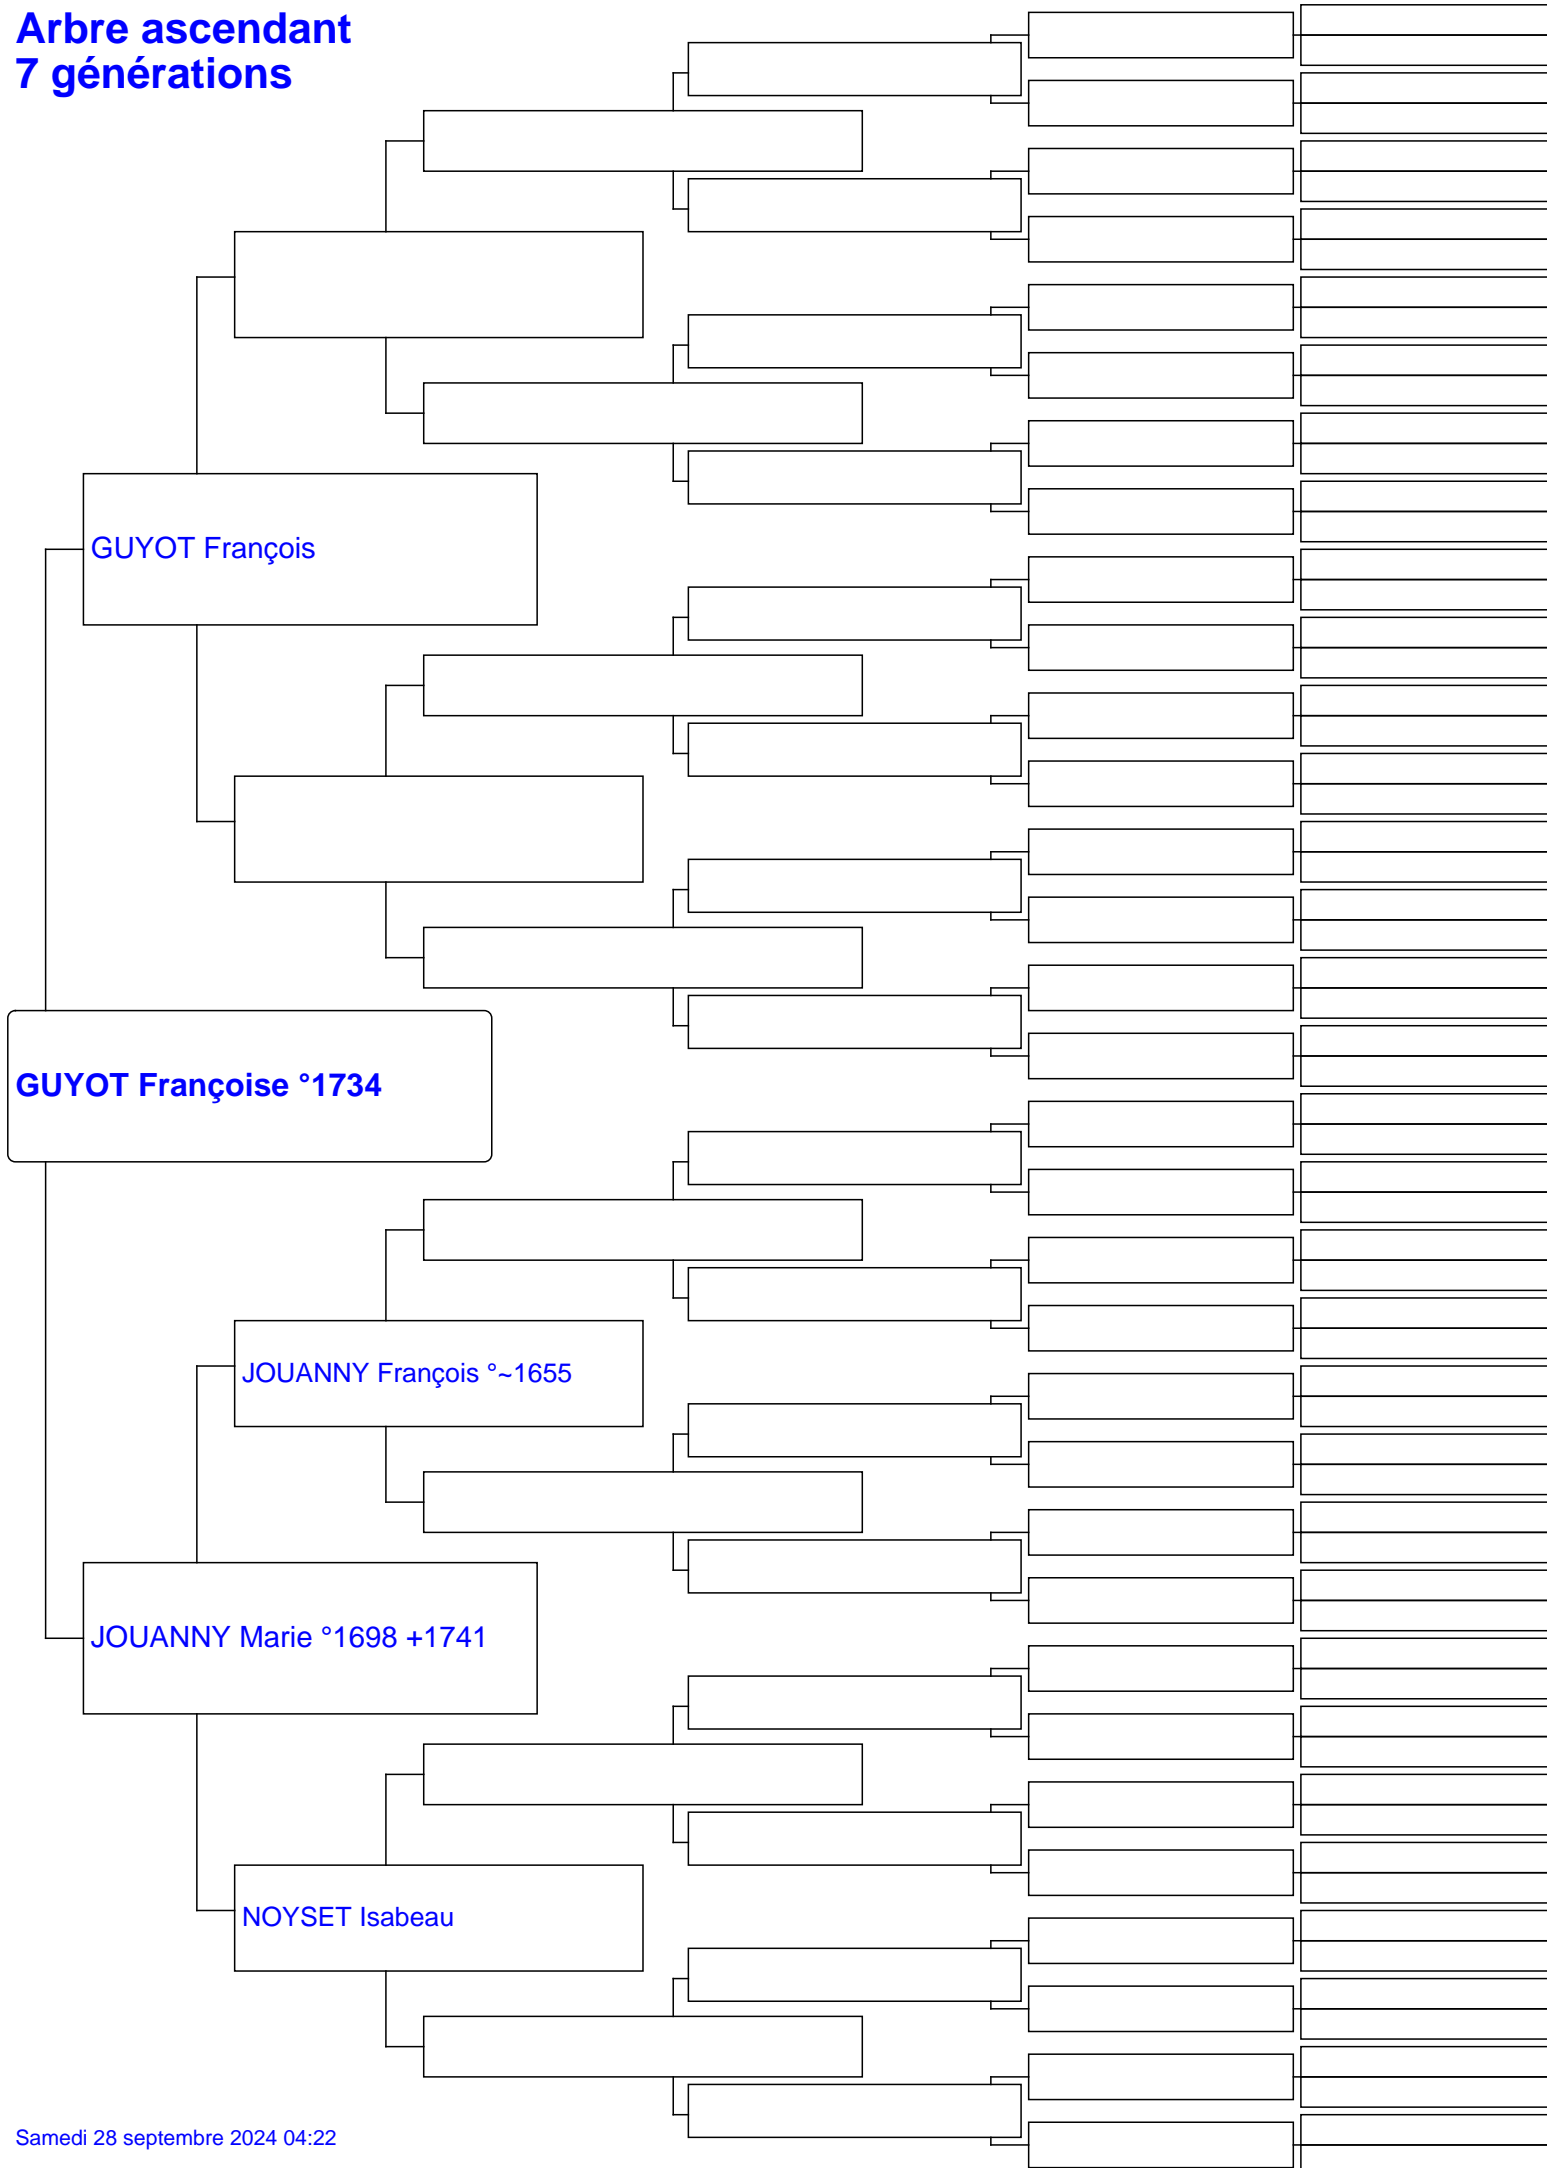 Arbre ascendant
7 générations
GUYOT François
GUYOT Françoise °1734
JOUANNY François °~1655
JOUANNY Marie °1698 +1741
NOYSET Isabeau
Samedi 28 septembre 2024 04:22